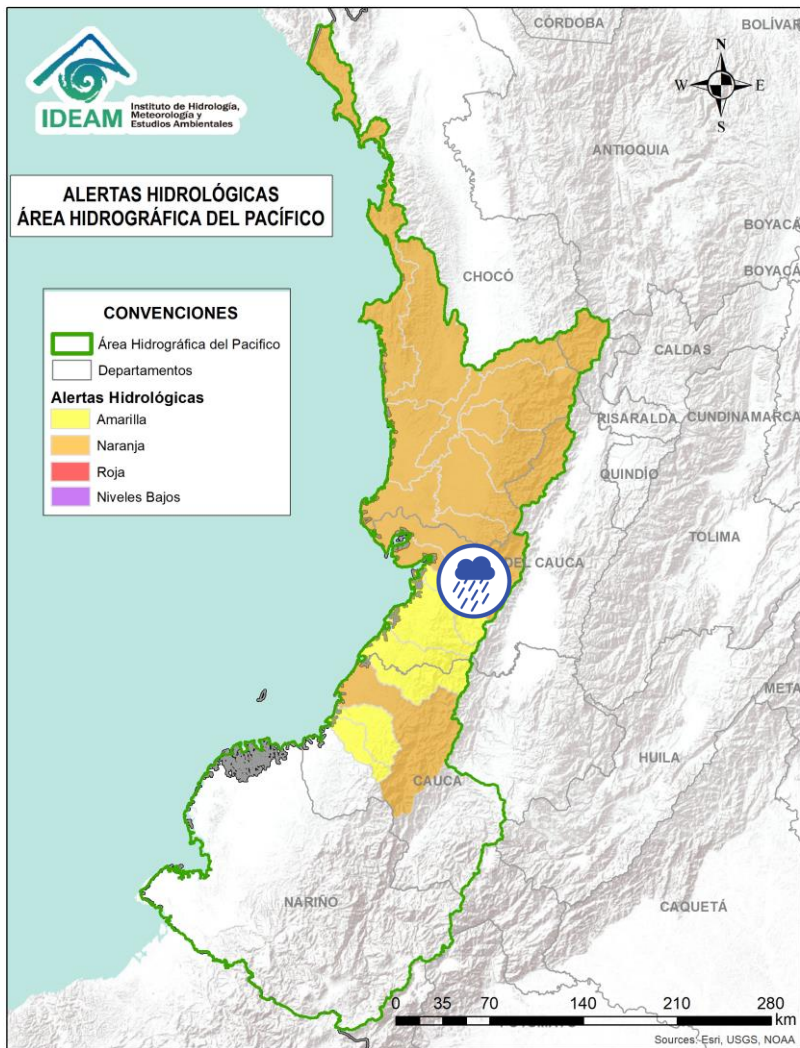 CÓRDOBA
BOLÍVAR
N
W
E
S
IDEAM
Instituto de Hidrología,
Meteorología y
Estudios Ambientales
ANTIOQUIA
ALERTAS HIDROLÓGICAS
ÁREA HIDROGRÁFICA DEL PACÍFICO
BOYACÁ
BOYACÁ
CHOCÓ
CONVENCIONES
Área Hidrográfica del Pacifico
Departamentos
Alertas Hidrológicas
Amarilla
Naranja
Roja
Niveles Bajos
CALDAS
RISARALDA
CUNDINAMARCA
QUINDÍO
TOLIMA
DEL CAUCA
META
HUILA
CAUCA
NARIÑO
CAQUETÁ
0 35 70 140 210 280
km
Sources: Esri, USGS, NOAA